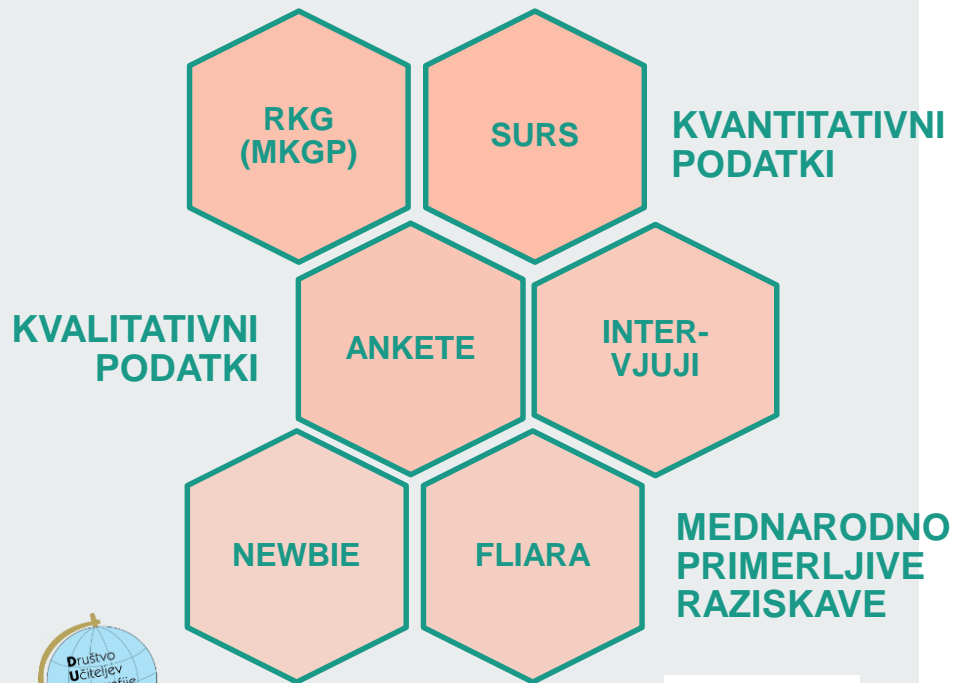 RKG
(MKGP)
SURS
KVANTITATIVNI
PODATKI
KVALITATIVNI
PODATKI
ANKETE
INTER-
VJUJI
NEWBIE
FLIARA
MEDNARODNO
PRIMERLJIVE
RAZISKAVE
Društvo
Učiteljev